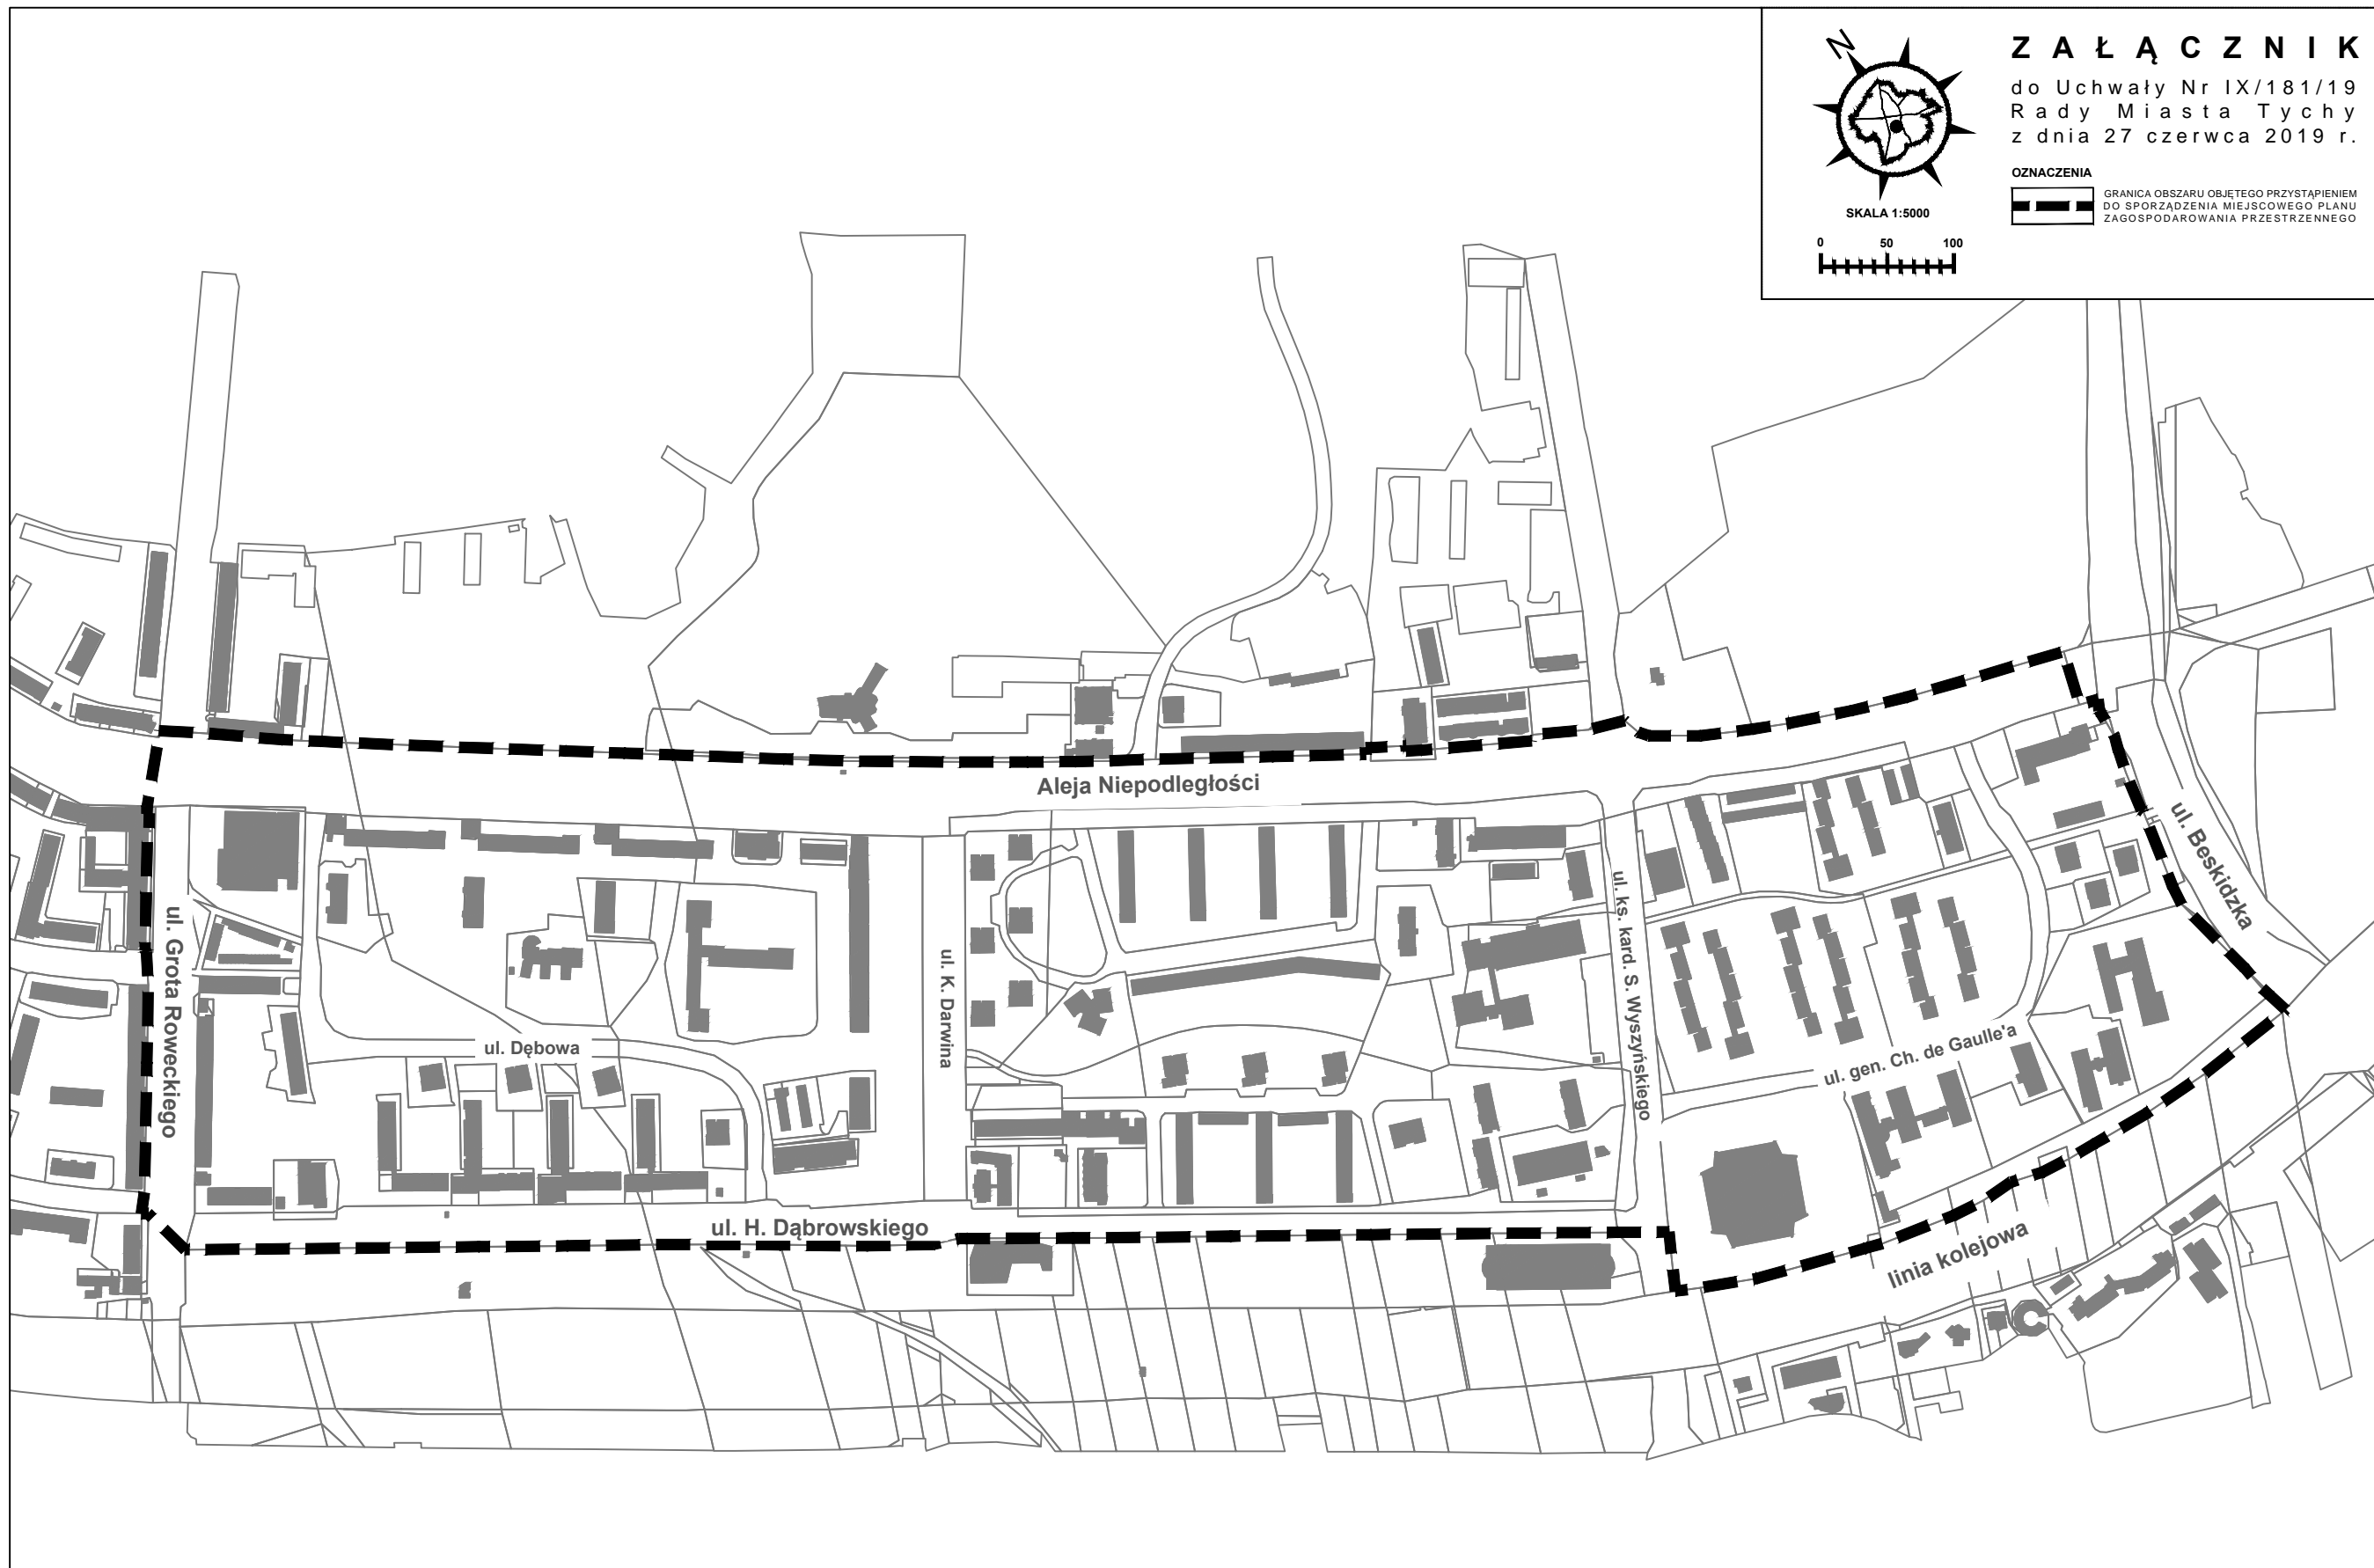 N
Z A Ł Ą C Z N I K
do Uchwały Nr IX/181/19
Rady Miasta Tychy
z dnia 27 czerwca 2019 r.
OZNACZENIA
GRANICA OBSZARU OBJĘTEGO PRZYSTĄPIENIEM
DO SPORZĄDZENIA MIEJSCOWEGO PLANU
ZAGOSPODAROWANIA PRZESTRZENNEGO
SKALA 1:5000
0 50 100
Aleja Niepodległości
ul. Beskidzka
ul. Grota Roweckiego
ul. K. Darwina
ul. ks. kard. S. Wyszyńskiego
ul. Dębowa
ul. gen. Ch. de Gaulle'a
ul. H. Dąbrowskiego
linia kolejowa